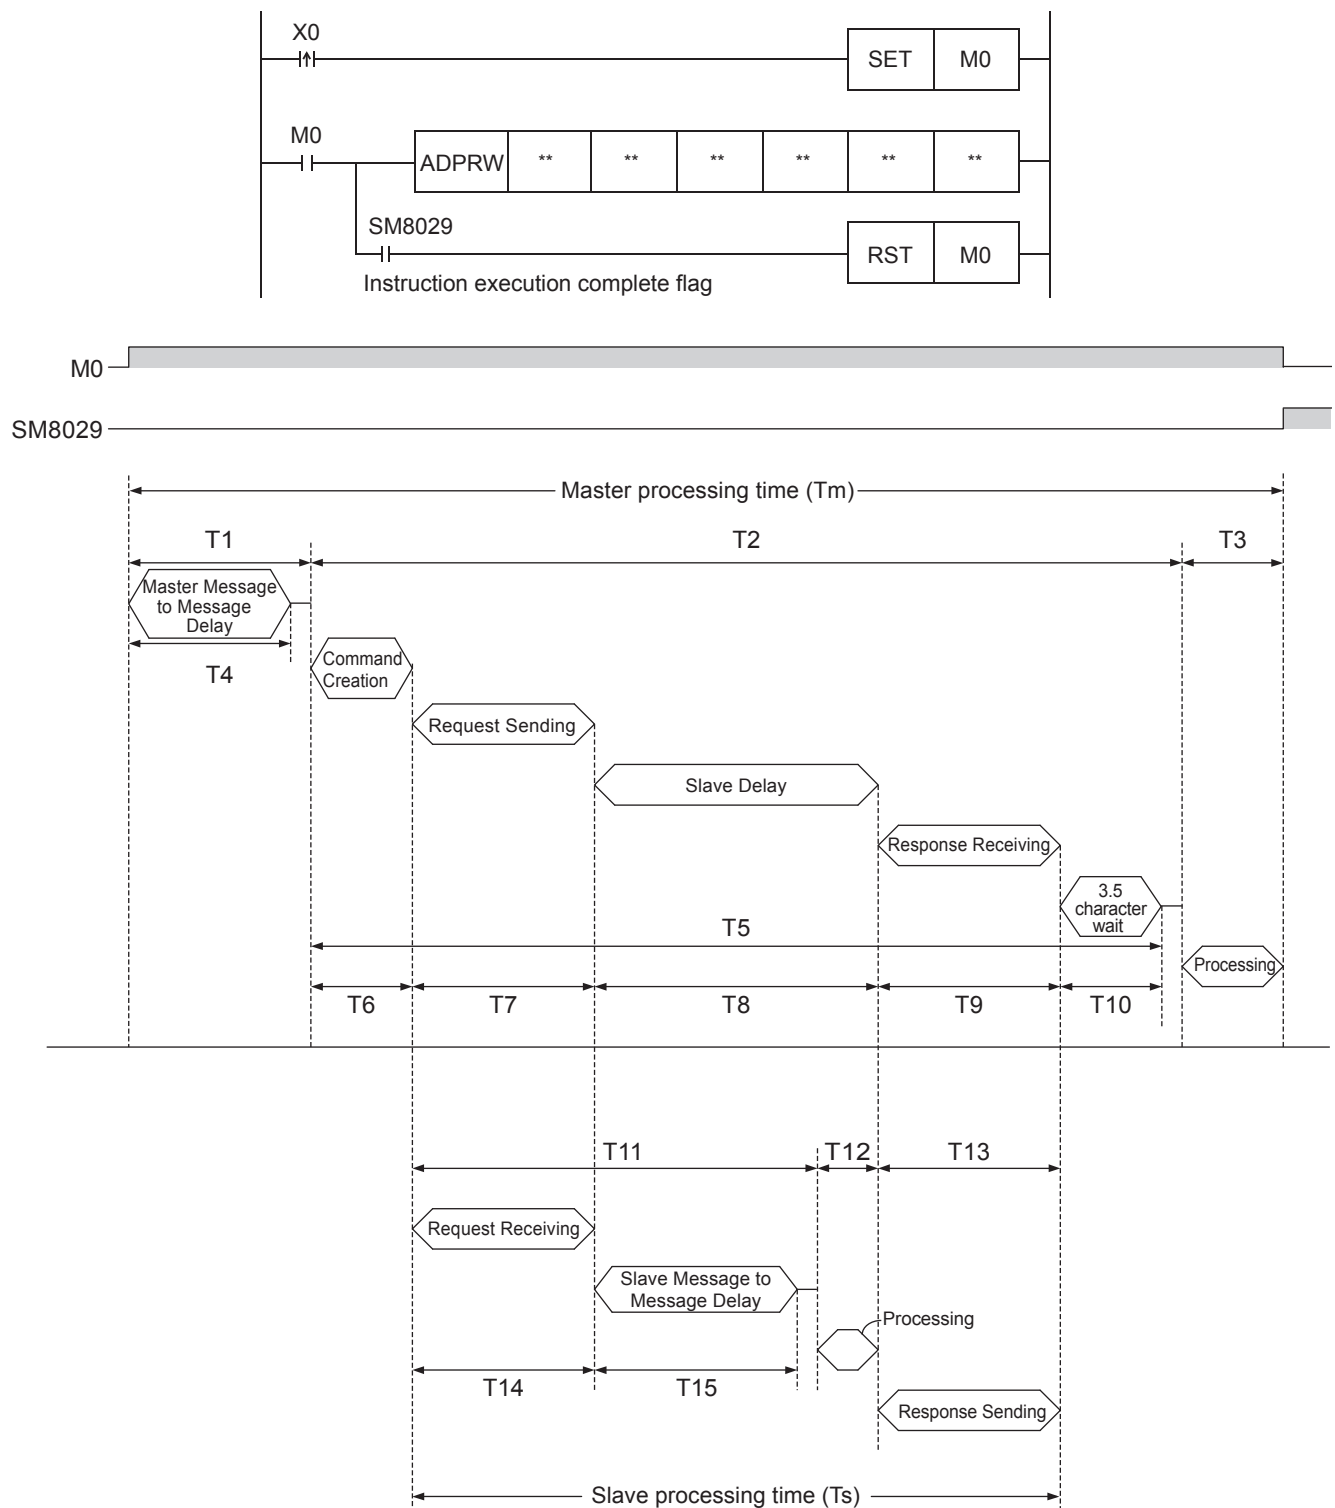 X0
SET M0
M0
ADPRW ** ** ** ** ** **
SM8029
RST M0
Instruction execution complete flag
M0
SM8029
Master processing time (Tm)
T1 T2 T3
Master Message
to Message
Delay
T4
Command
Creation
Request Sending
Slave Delay
Response Receiving
3.5
character
wait
T5
Processing
T6 T7 T8 T9 T10
T11 T12 T13
Request Receiving
Slave Message to
Message Delay
Processing
T14 T15
Response Sending
Slave processing time (Ts)